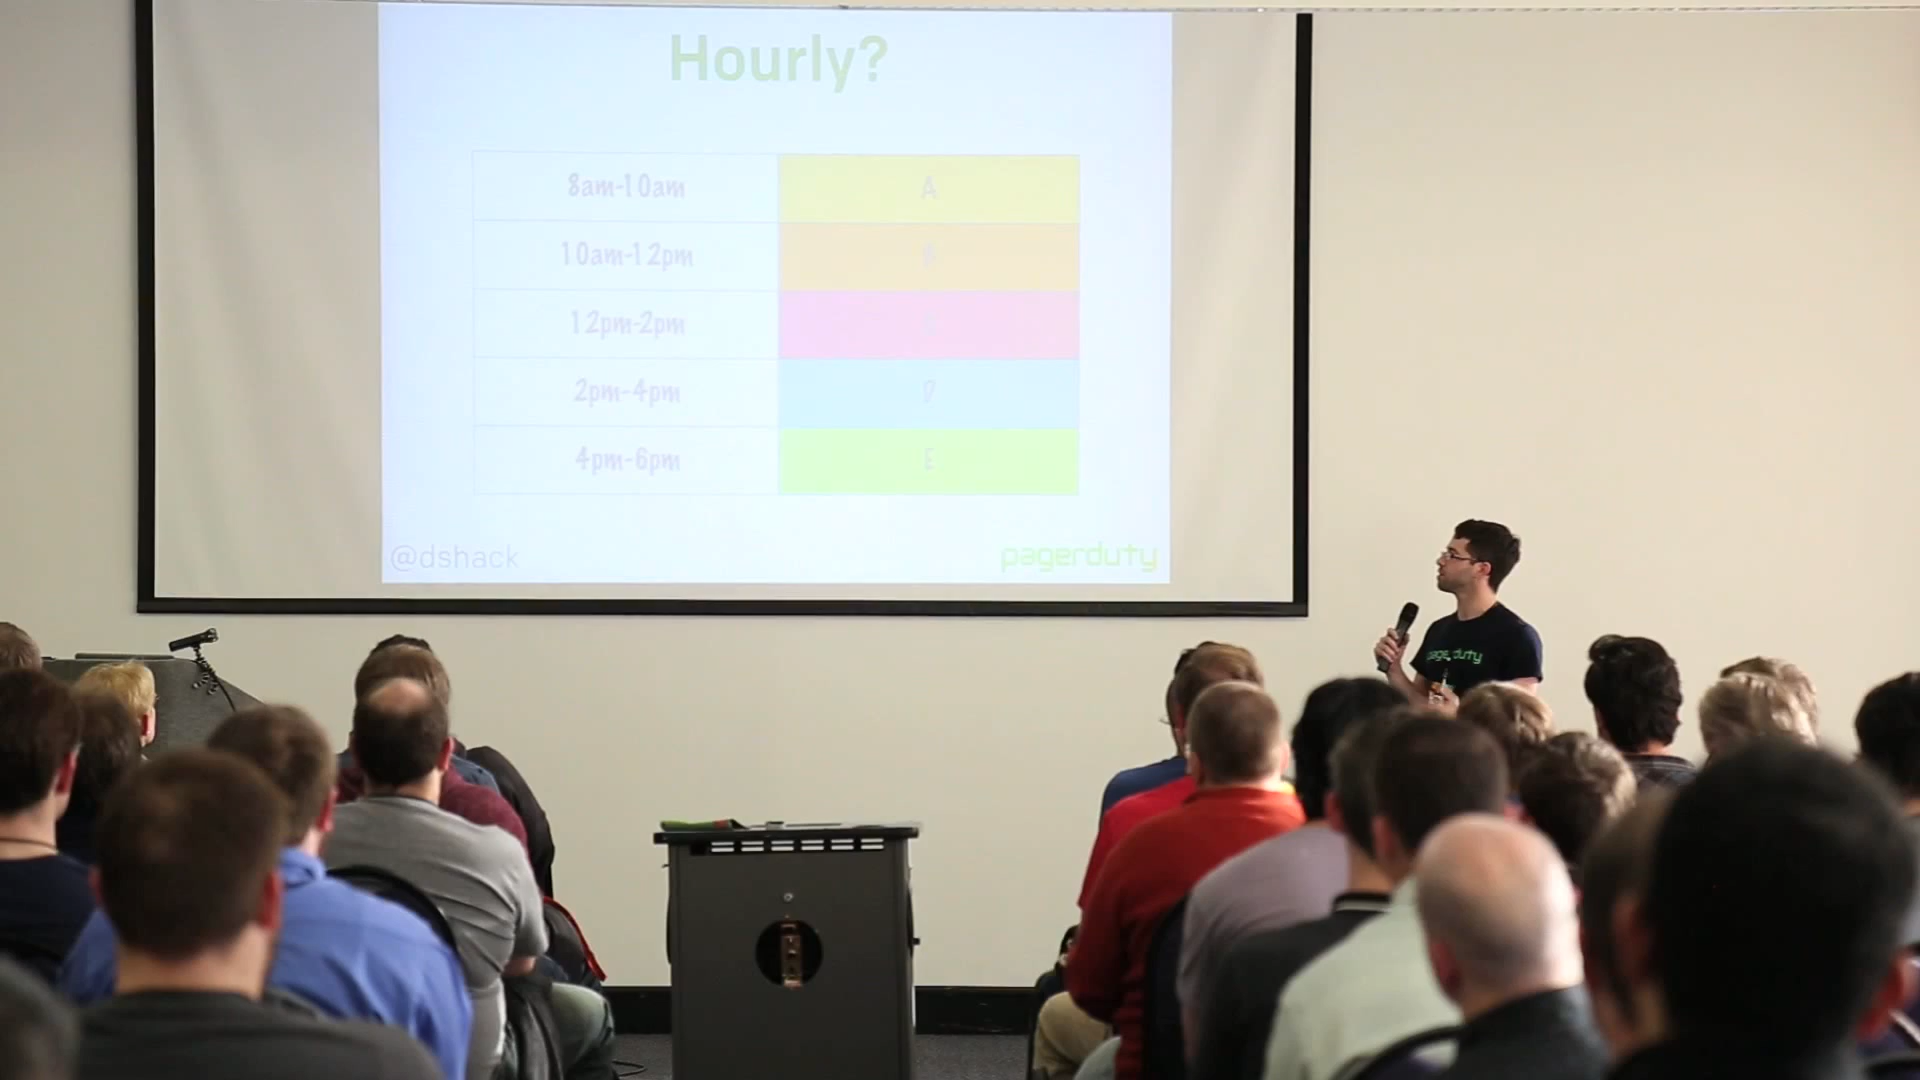 Hourly?
8am-10am A
10am-12pm B
12pm-2pm
2pm-4pm D
4pm-6pm E
@dshack pagerduty
pagerduty